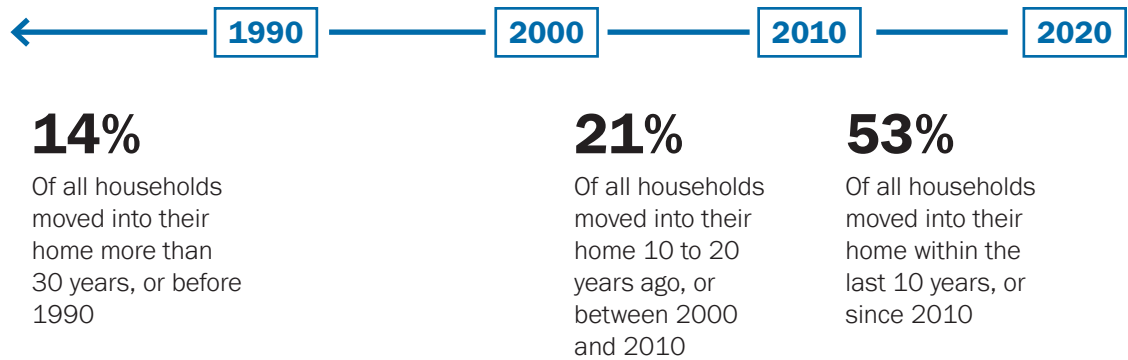 1990 2000 2010 2020
14%
Of all households
moved into their
home more than
30 years, or before
1990
21%
Of all households
moved into their
home 10 to 20
years ago, or
between 2000
and 2010
53%
Of all households
moved into their
home within the
last 10 years, or
since 2010